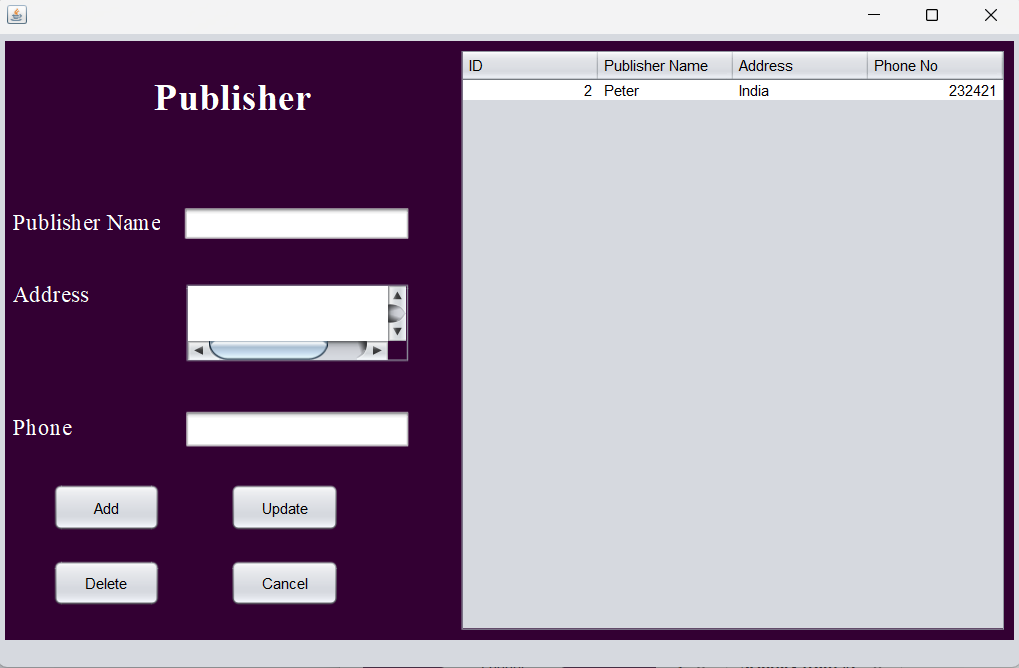 Publisher
Publisher Name
Address
Phone
Add Update
Delete Cancel
ID Publisher Name Address Phone No
2 Peter India 232421